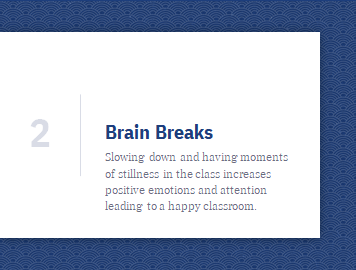 2
Brain Breaks
Slowing down and having moments
of stillness in the class increases
positive emotions and attention
leading to a happy classroom.